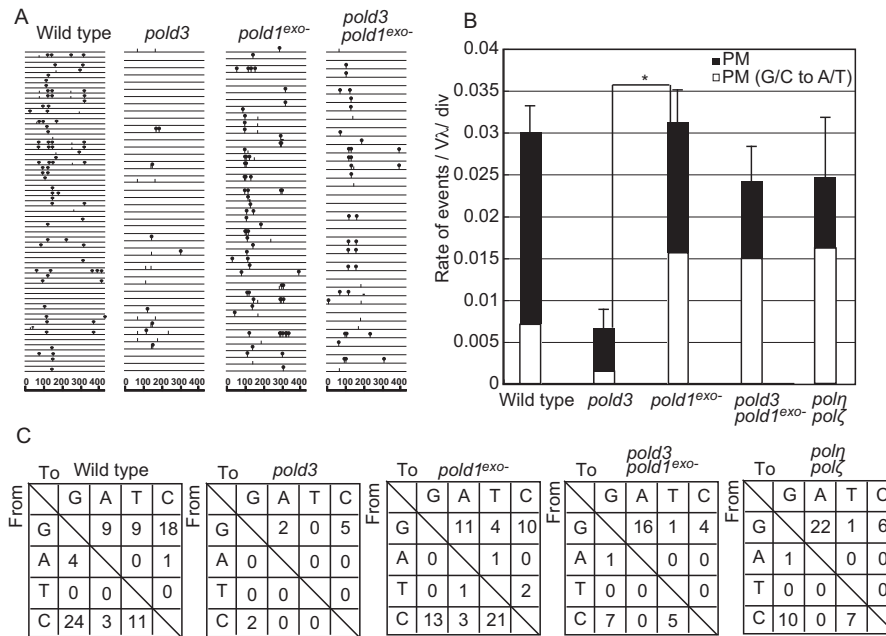 A
Wild type
pold3
pold1exo-
pold3
pold1exo-
0 100 200 300 400
0 100 200 300 400
0 100 200 300 400
0 100 200 300 400
B
Rate of events / Vλ/ div
0.04
0.035
0.03
0.025
0.02
0.015
0.01
0.005
0
PM
PM (G/C to A/T)
*
Wild type
pold3
pold1exo-
pold3
pold1exo-
polη
polζ
C
To Wild type
From
G A T C
G 9 9 18
A 4 0 1
T 0 0 0
C 24 3 11
To pold3
From
G A T C
G 2 0 5
A 0 0 0
T 0 0 0
C 2 0 0
To pold1exo-
From
G A T C
G 11 4 10
A 0 1 0
T 0 1 2
C 13 3 21
To pold3
pold1exo-
From
G A T C
G 16 1 4
A 1 0 0
T 0 0 0
C 7 0 5
To polη
polζ
From
G A T C
G 22 1 6
A 1 0 0
T 0 0 0
C 10 0 7